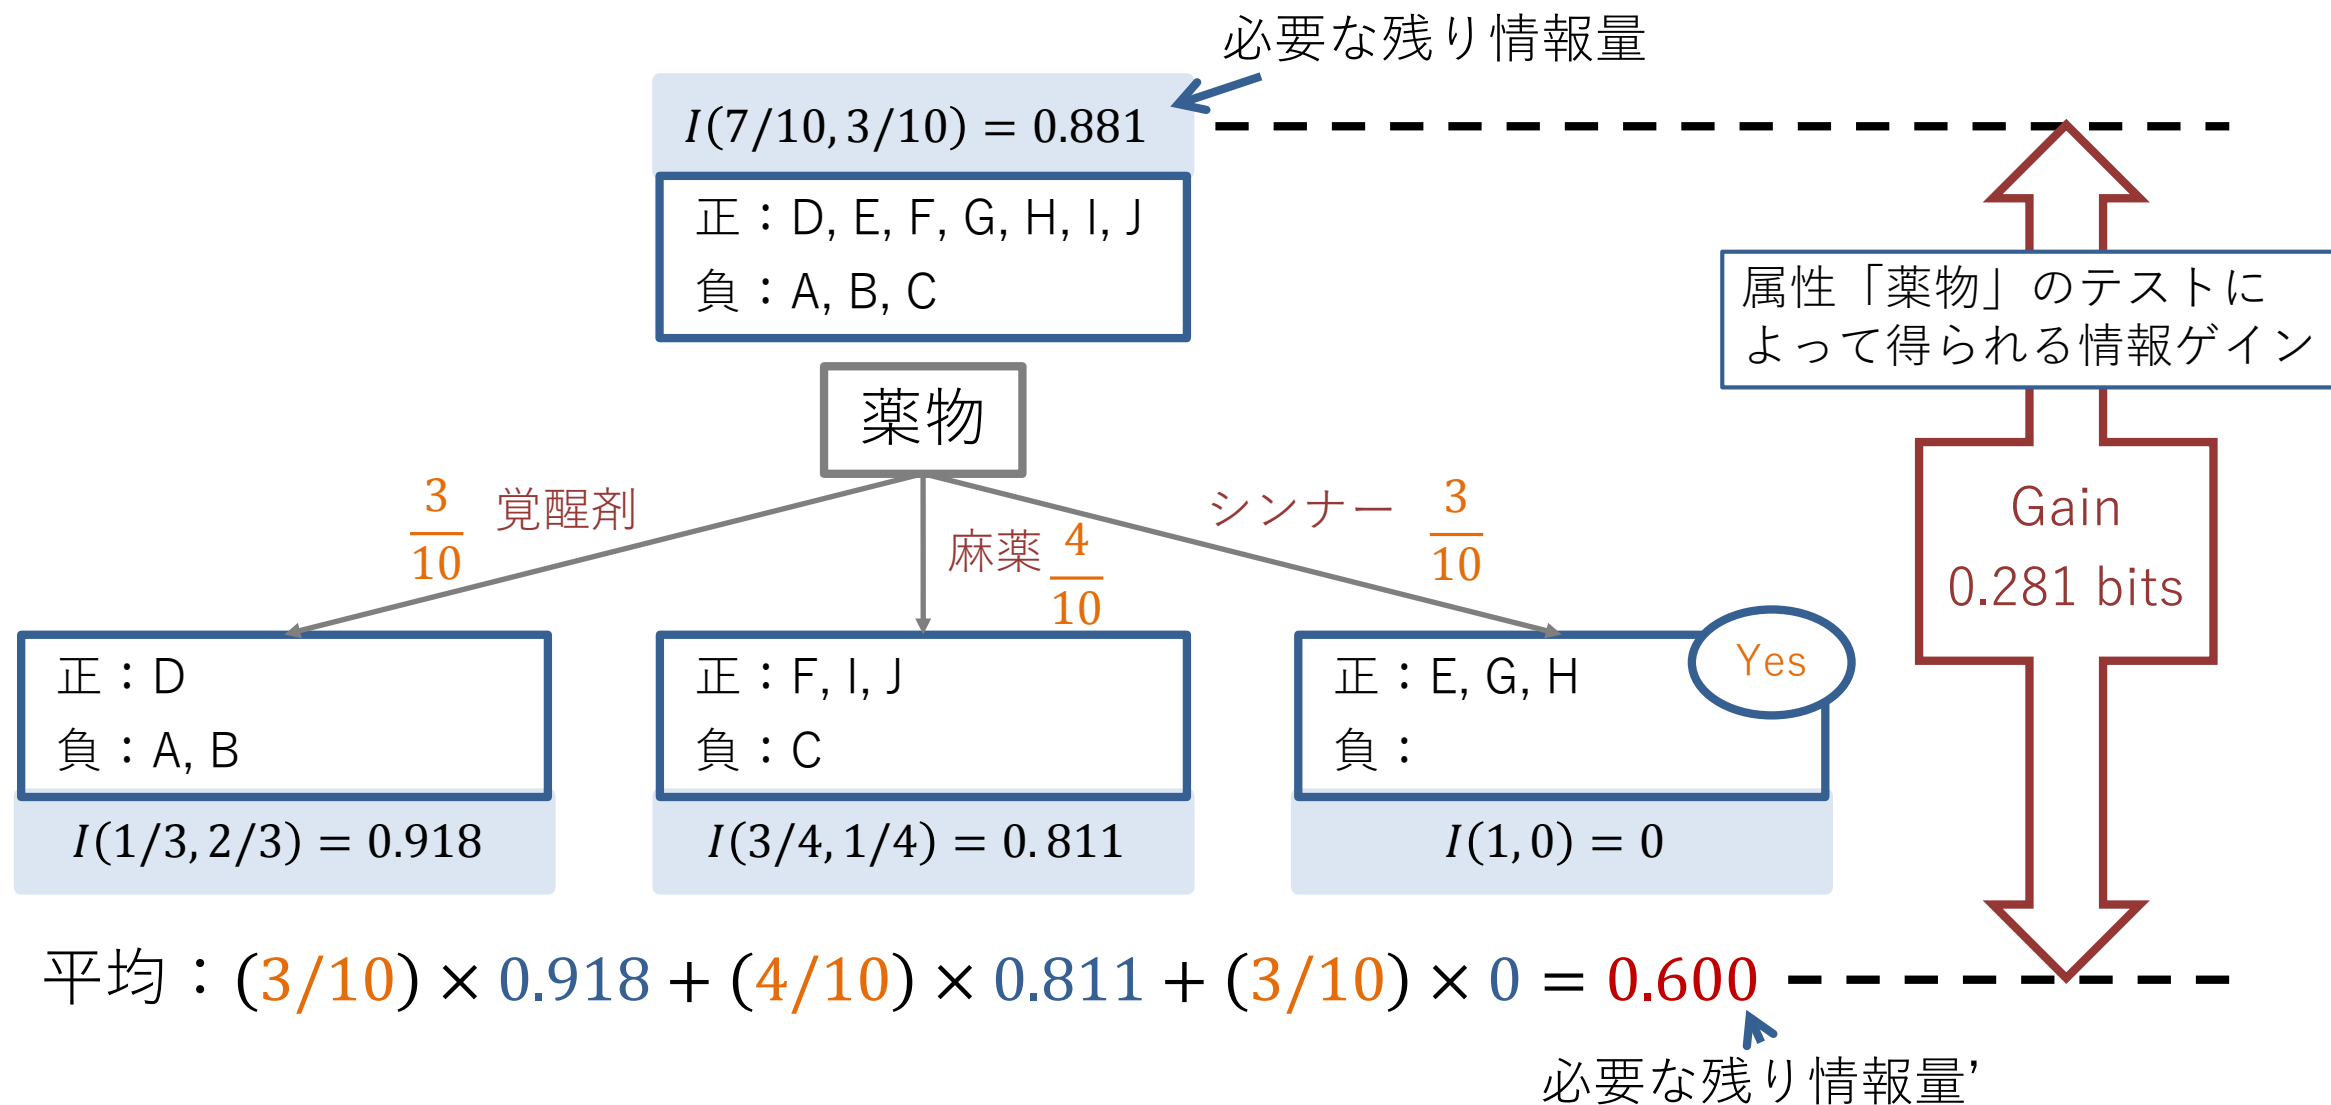 必要な残り情報量
I(7/10, 3/10) = 0.881
正：D, E, F, G, H, I, J
負：A, B, C
属性「薬物」のテストに
よって得られる情報ゲイン
薬物
3/10 覚醒剤
麻薬 4/10
シンナー 3/10
Gain
0.281 bits
正：D
負：A, B
I(1/3, 2/3) = 0.918
正：F, I, J
負：C
I(3/4, 1/4) = 0.811
正：E, G, H
負：
Yes
I(1, 0) = 0
平均：(3/10) × 0.918 + (4/10) × 0.811 + (3/10) × 0 = 0.600
必要な残り情報量’